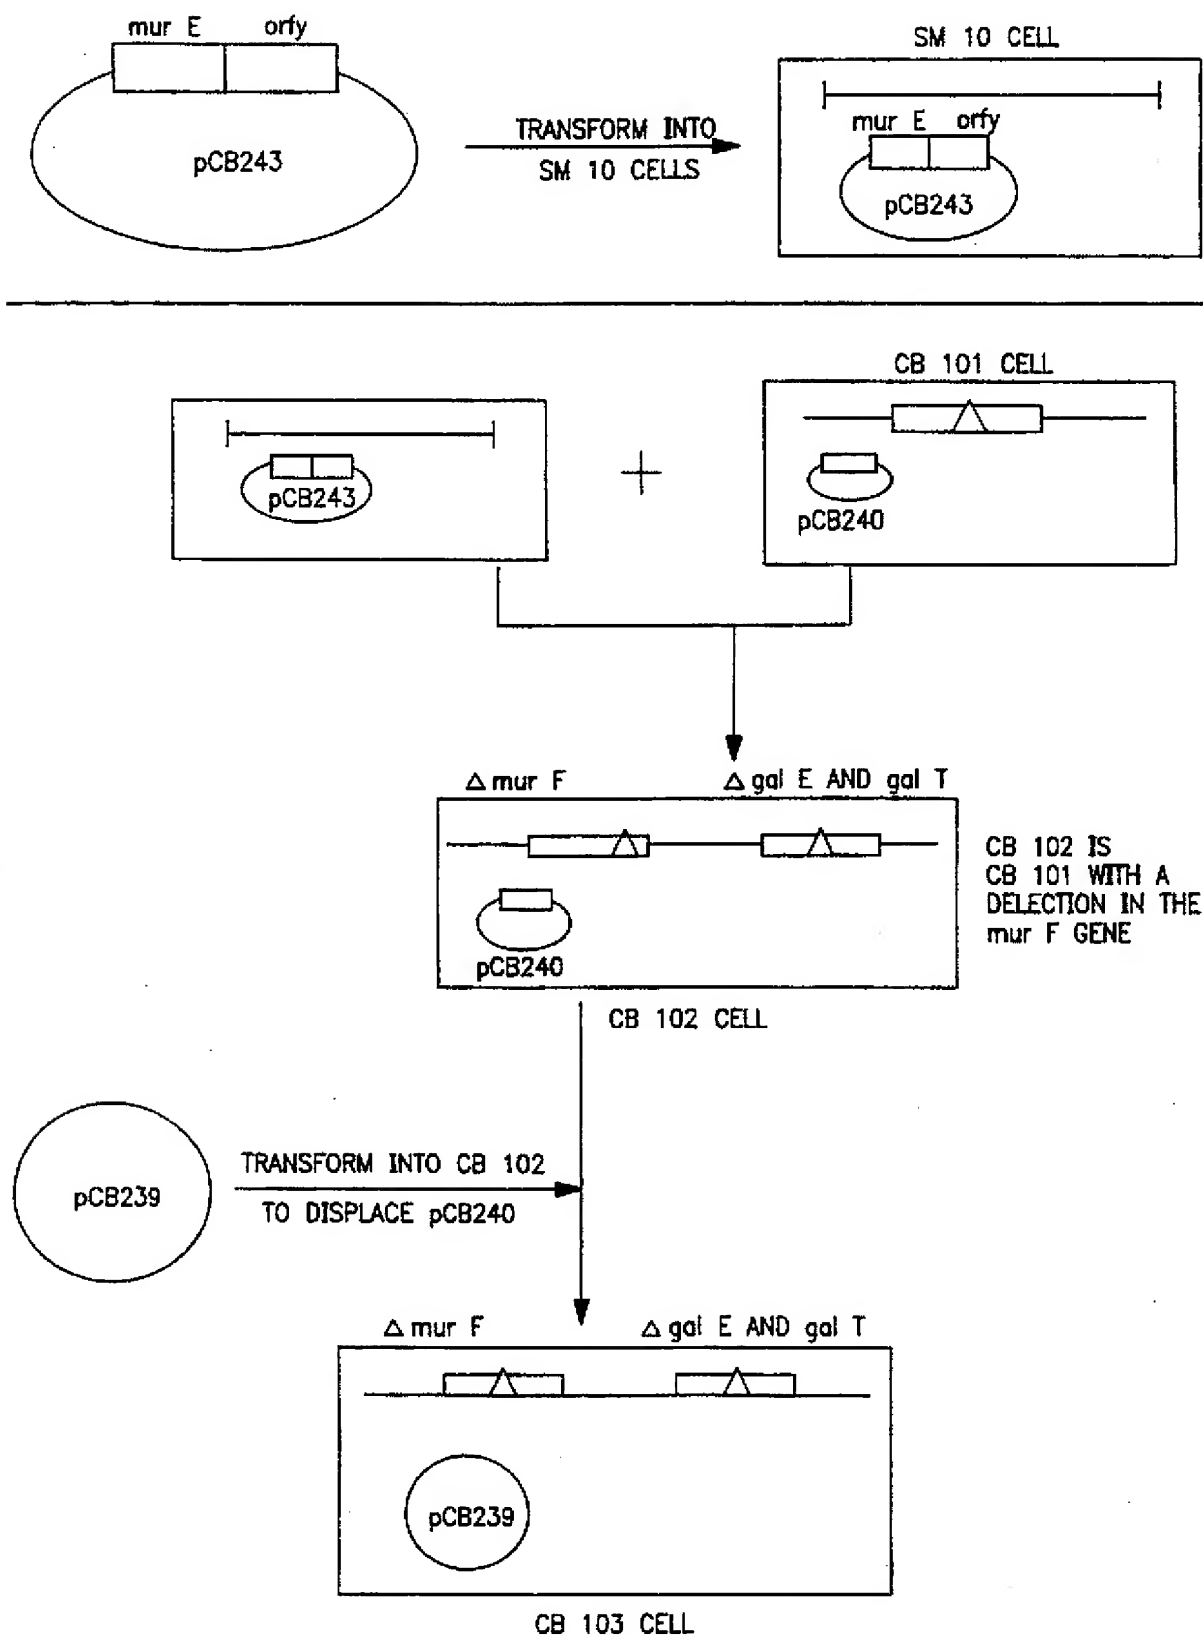 mur E orfy
pCB243
TRANSFORM INTO
SM 10 CELLS
SM 10 CELL
mur E orfy
pCB243
CB 101 CELL
pCB243
+
pCB240
Δ mur F Δ gal E AND gal T
pCB240
CB 102 CELL
CB 102 IS
CB 101 WITH A
DELECTION IN THE
mur F GENE
pCB239
TRANSFORM INTO CB 102
TO DISPLACE pCB240
Δ mur F Δ gal E AND gal T
pCB239
CB 103 CELL